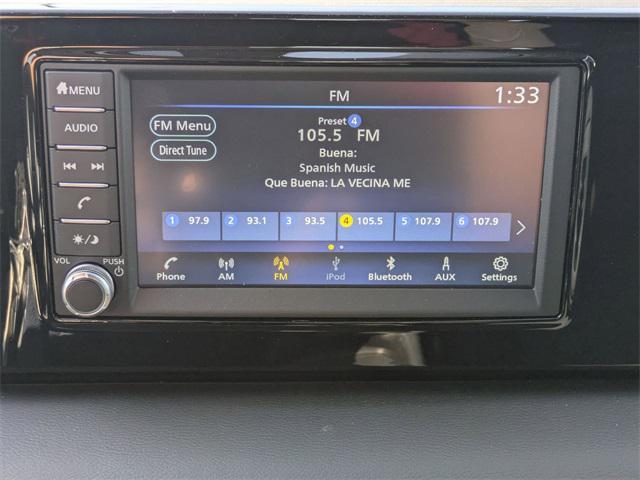 MENU
AUDIO
VOL PUSH
FM 1:33
FM Menu
Direct Tune
Preset 4
105.5 FM
Buena:
Spanish Music
Que Buena: LA VECINA ME
1 97.9 2 93.1 3 93.5 4 105.5 5 107.9 6 107.9
Phone AM FM iPod Bluetooth AUX Settings